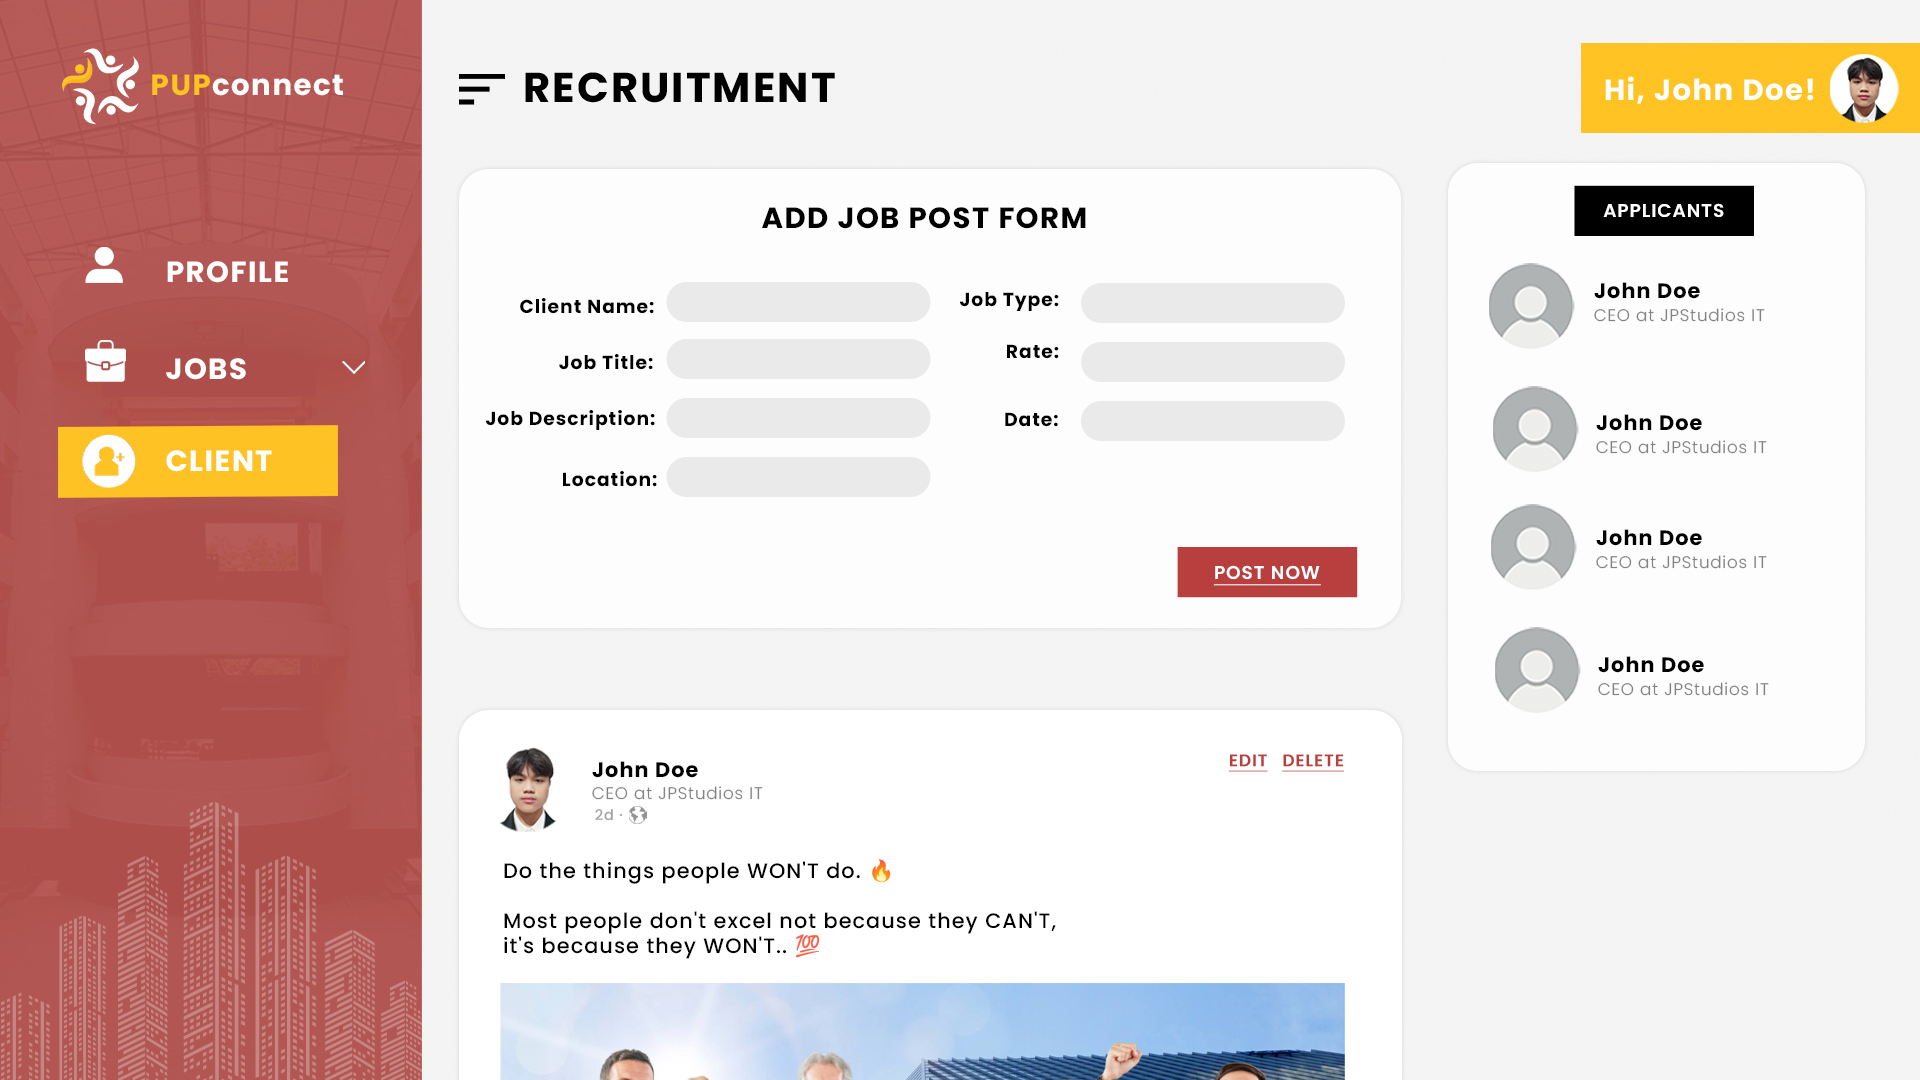 PUPconnect
PROFILE
JOBS
CLIENT
RECRUITMENT
Hi, John Doe!
ADD JOB POST FORM
Client Name:
Job Title:
Job Description:
Location:
Job Type:
Rate:
Date:
POST NOW
APPLICANTS
John Doe
CEO at JPStudios IT
John Doe
CEO at JPStudios IT
John Doe
CEO at JPStudios IT
John Doe
CEO at JPStudios IT
John Doe
CEO at JPStudios IT
2d ·
EDIT DELETE
Do the things people WON'T do. 🔥
Most people don't excel not because they CAN'T,
it's because they WON'T.. 💯